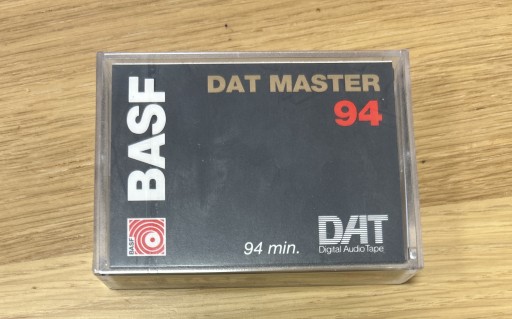 BASF
DAT MASTER
94
BASF
94 min.
DAT
Digital Audio Tape